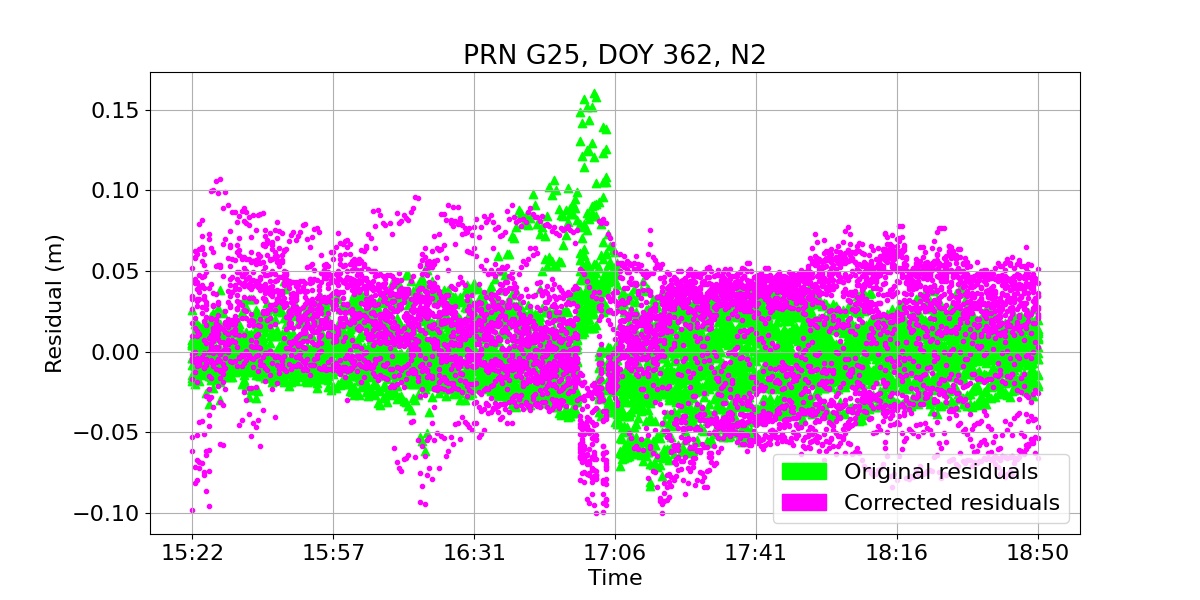 PRN G25, DOY 362, N2
Residual (m)
0.15
0.10
0.05
0.00
−0.05
−0.10
15:22 15:57 16:31 17:06 17:41 18:16 18:50
Time
Original residuals
Corrected residuals